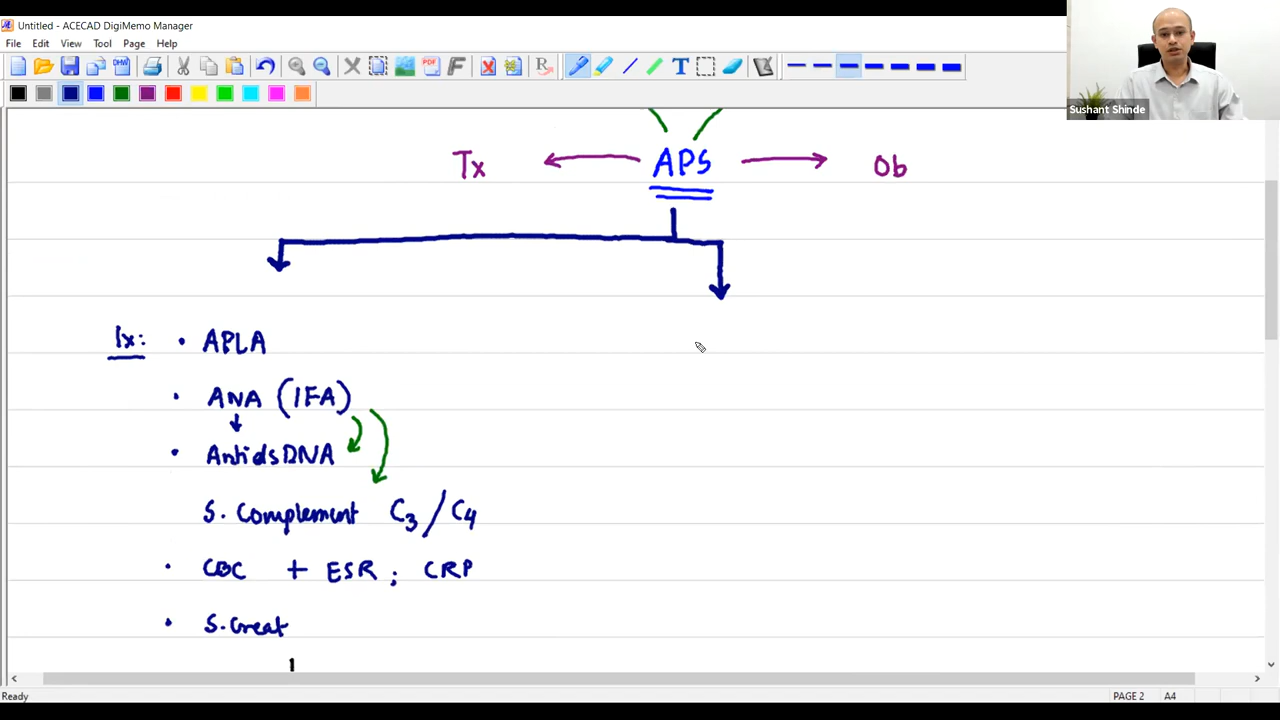 Untitled - ACECAD DigiMemo Manager
File Edit View Tool Page Help
Sushant Shinde
Tx APS Ob
Ix: • APLA
• ANA (IFA)
• AntidsDNA
S. Complement C3/C4
• CBC + ESR; CRP
• S.Creat
Ready PAGE 2 A4